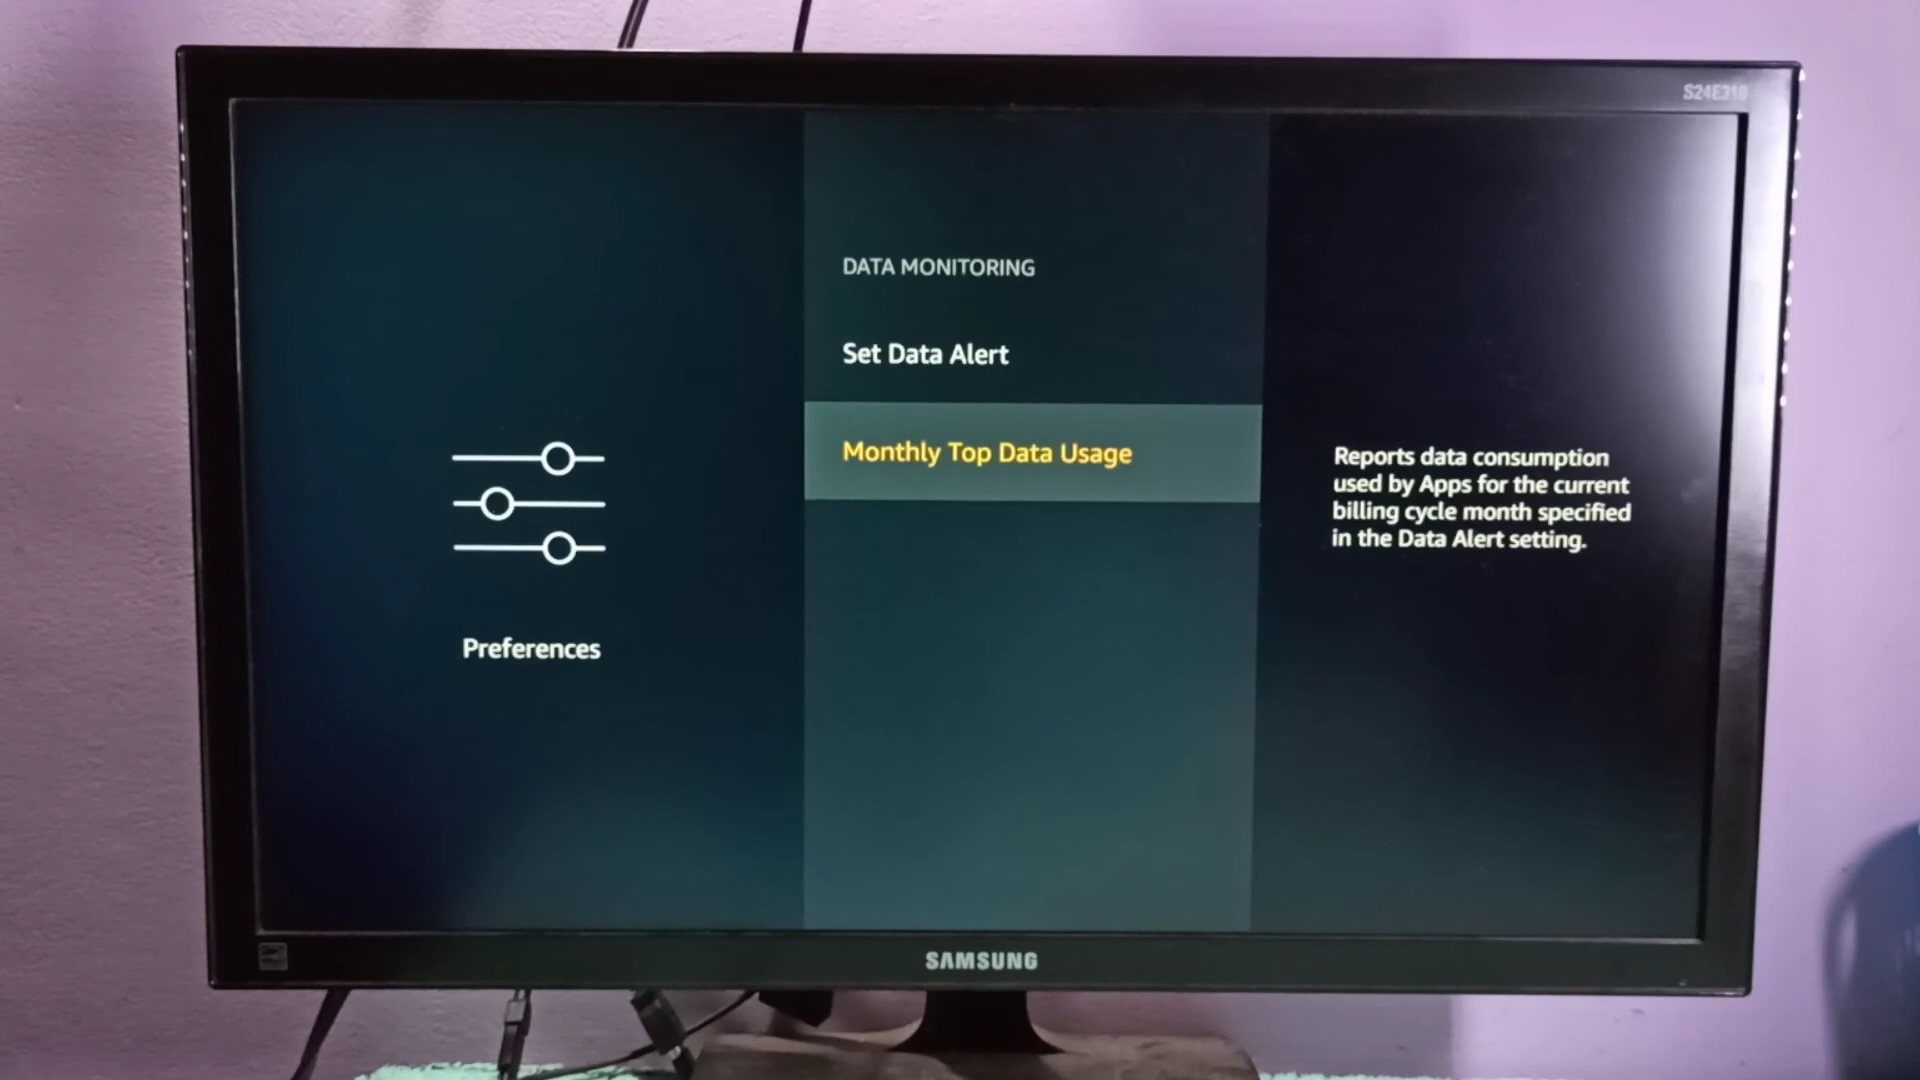 S24E310
DATA MONITORING
Set Data Alert
Monthly Top Data Usage
Reports data consumption
used by Apps for the current
billing cycle month specified
in the Data Alert setting.
Preferences
SAMSUNG